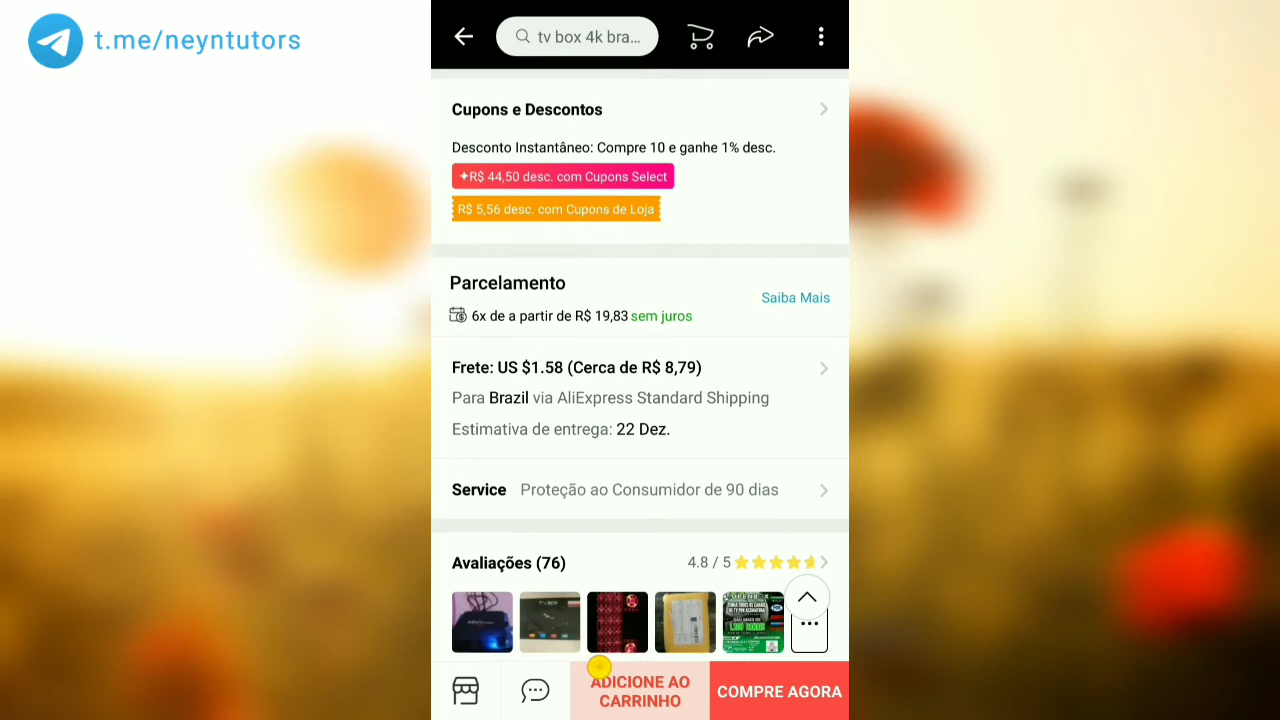 t.me/neyntutors
tv box 4k bra...
Cupons e Descontos
Desconto Instantâneo: Compre 10 e ganhe 1% desc.
✦R$ 44,50 desc. com Cupons Select
R$ 5,56 desc. com Cupons de Loja
Parcelamento
Saiba Mais
6x de a partir de R$ 19,83 sem juros
Frete: US $1.58 (Cerca de R$ 8,79)
Para Brazil via AliExpress Standard Shipping
Estimativa de entrega: 22 Dez.
Service Proteção ao Consumidor de 90 dias
Avaliações (76) 4.8 / 5
TV BOX
ADICIONE AO
CARRINHO
COMPRE AGORA